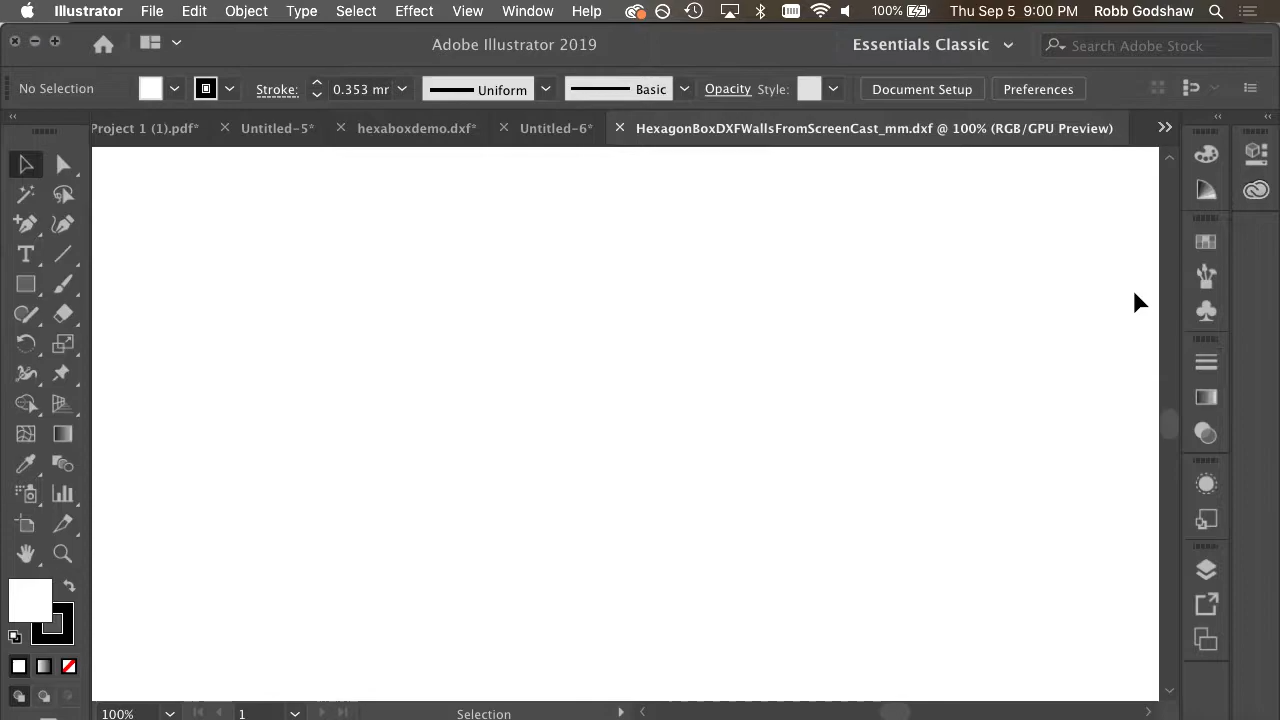 Illustrator File Edit Object Type Select Effect View Window Help 100% Thu Sep 5 9:00 PM Robb Godshaw
Adobe Illustrator 2019 Essentials Classic Search Adobe Stock
No Selection Stroke: 0.353 mr Uniform Basic Opacity Style: Document Setup Preferences
Project 1 (1).pdf* Untitled-5* hexaboxdemo.dxf* Untitled-6* HexagonBoxDXFWallsFromScreenCast_mm.dxf @ 100% (RGB/GPU Preview)
100% 1 Selection